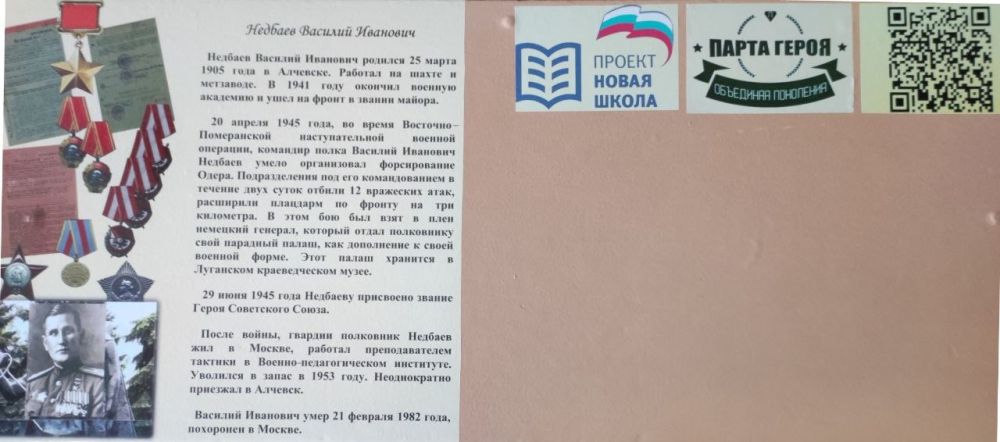 Недбаев Василий Иванович
Недбаев Василий Иванович родился 25 марта
1905 года в Алчевске. Работал на шахте и
метзаводе. В 1941 году окончил военную
академию и ушел на фронт в звании майора.
20 апреля 1945 года, во время Восточно–
Померанской наступательной военной
операции, командир полка Василий Иванович
Недбаев умело организовал форсирование
Одера. Подразделения под его командованием в
течение двух суток отбили 12 вражеских атак,
расширили плацдарм по фронту на три
километра. В этом бою был взят в плен
немецкий генерал, который отдал полковнику
свой парадный палаш, как дополнение к своей
военной форме. Этот палаш хранится в
Луганском краеведческом музее.
29 июня 1945 года Недбаеву присвоено звание
Героя Советского Союза.
После войны, гвардии полковник Недбаев
жил в Москве, работал преподавателем
тактики в Военно-педагогическом институте.
Уволился в запас в 1953 году. Неоднократно
приезжал в Алчевск.
Василий Иванович умер 21 февраля 1982 года,
похоронен в Москве.
ПРОЕКТ
НОВАЯ
ШКОЛА
ПАРТА ГЕРОЯ
ОБЪЕДИНЯЯ ПОКОЛЕНИЯ